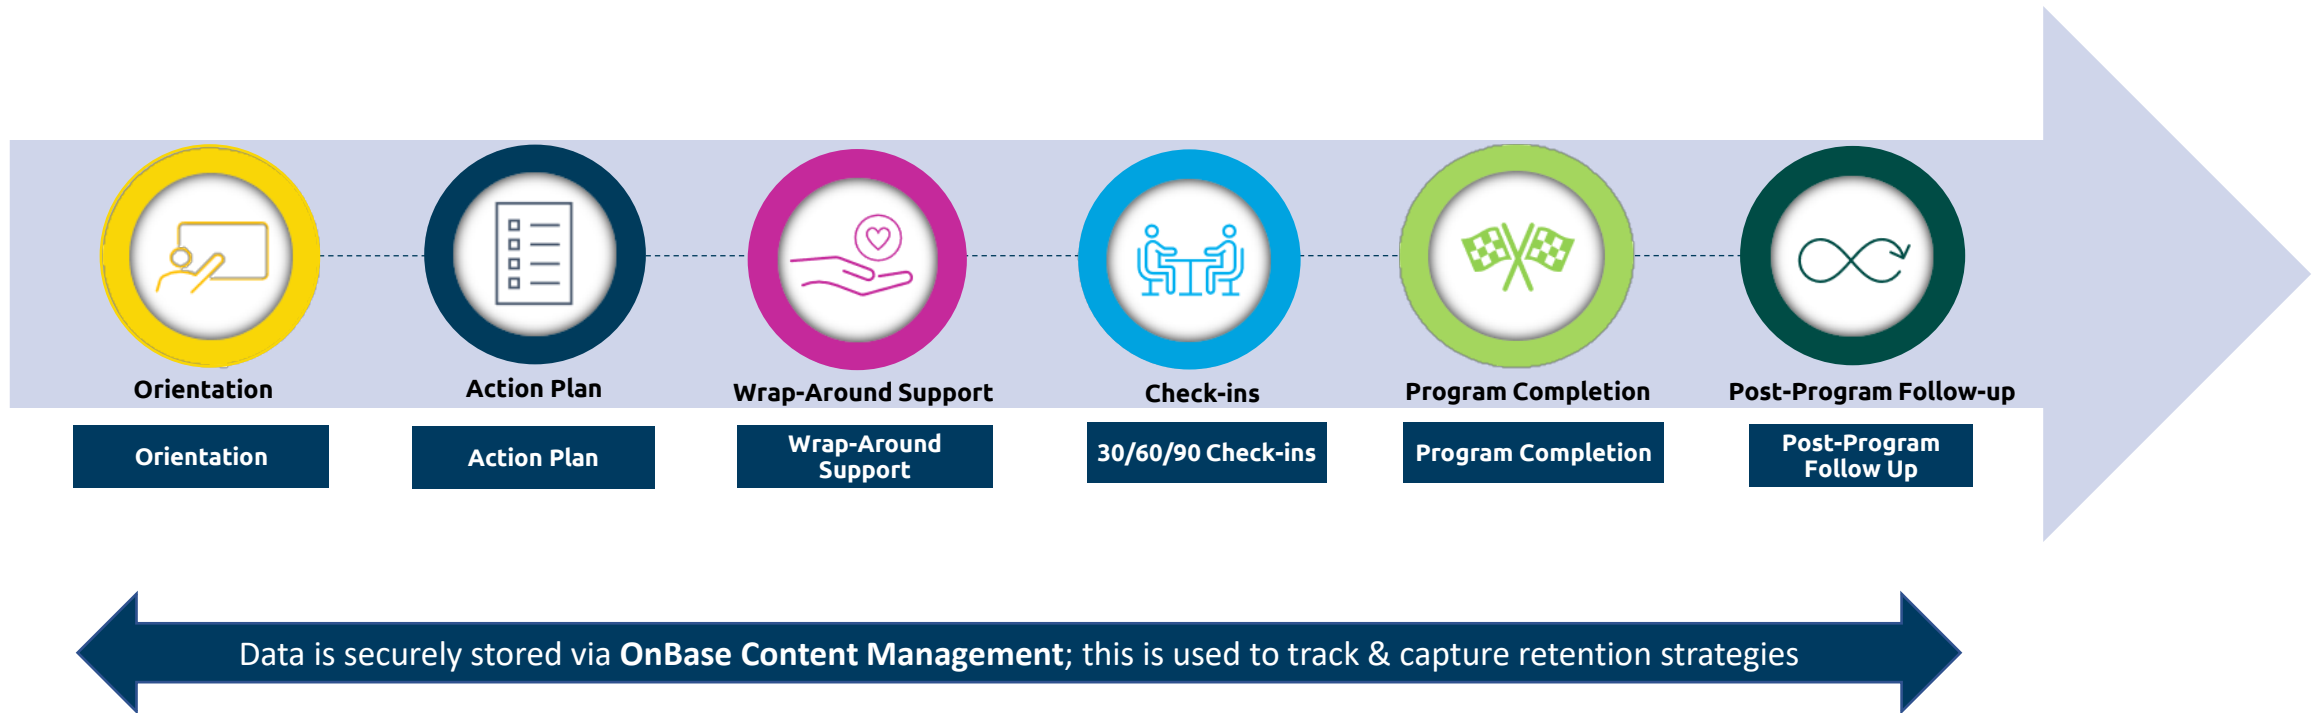 Orientation
Action Plan
Wrap-Around Support
Check-ins
Program Completion
Post-Program Follow-up
Orientation
Action Plan
Wrap-Around
Support
30/60/90 Check-ins
Program Completion
Post-Program
Follow Up
Data is securely stored via OnBase Content Management; this is used to track & capture retention strategies